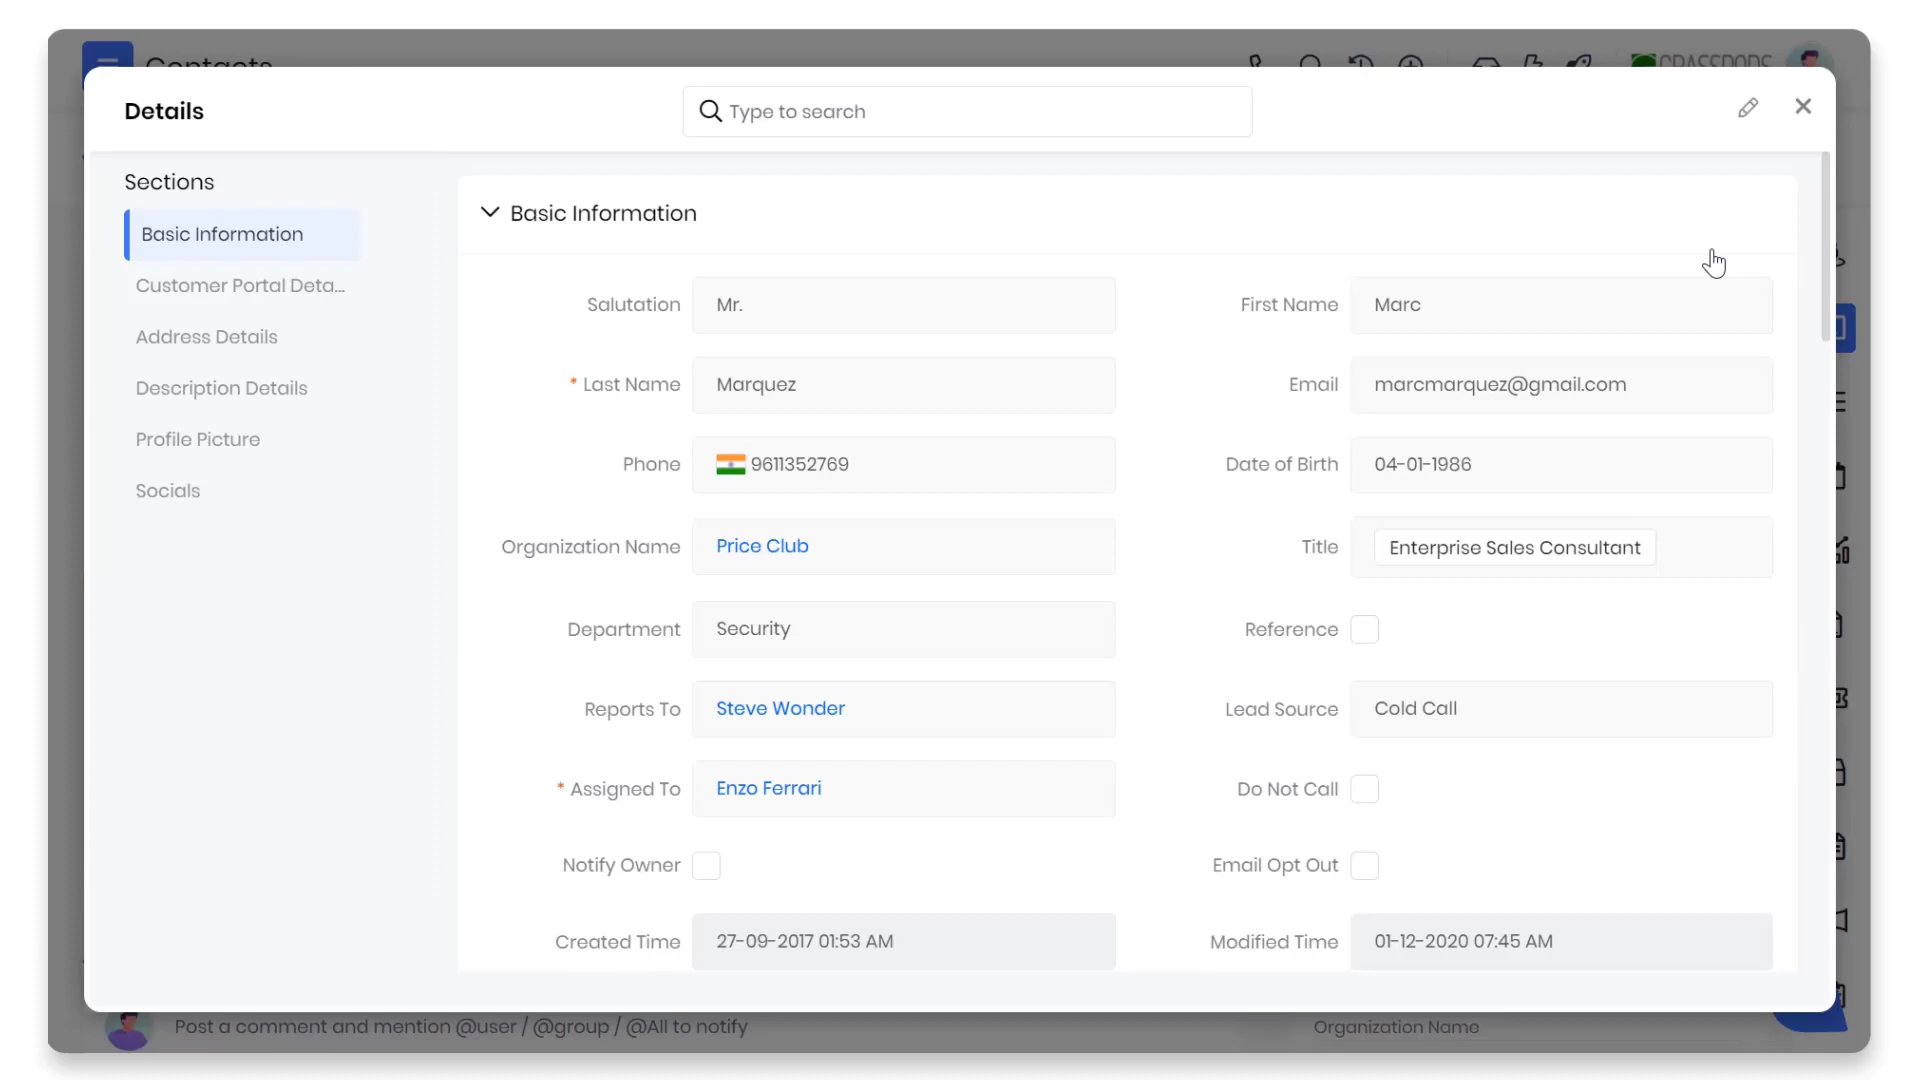 Contacts
GRASSPODS
Details
Type to search
Sections
Basic Information
Customer Portal Deta...
Address Details
Description Details
Profile Picture
Socials
Basic Information
Salutation Mr.
First Name Marc
* Last Name Marquez
Email marcmarquez@gmail.com
Phone 9611352769
Date of Birth 04-01-1986
Organization Name Price Club
Title Enterprise Sales Consultant
Department Security
Reference
Reports To Steve Wonder
Lead Source Cold Call
* Assigned To Enzo Ferrari
Do Not Call
Notify Owner
Email Opt Out
Created Time 27-09-2017 01:53 AM
Modified Time 01-12-2020 07:45 AM
Post a comment and mention @user / @group / @All to notify
Organization Name